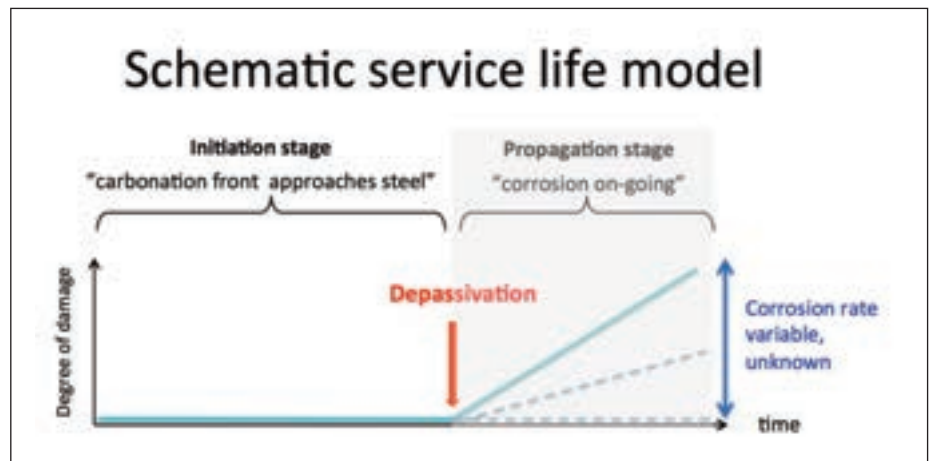 Schematic service life model
Initiation stage
"carbonation front approaches steel"
Propagation stage
"corrosion on-going"
Degree of damage
Depassivation
Corrosion rate
variable,
unknown
time